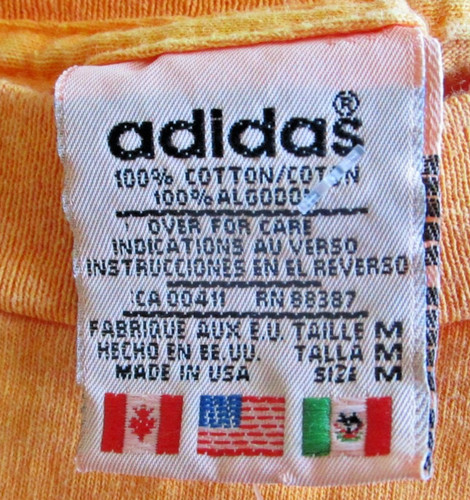 adidas®
100% COTTON/COTON
100% ALGODON
OVER FOR CARE
INDICATIONS AU VERSO
INSTRUCCIONES EN EL REVERSO
CA 00411 RN 88387
FABRIQUE AUX E.U. TAILLE M
HECHO EN EE.UU. TALLA M
MADE IN USA SIZE M